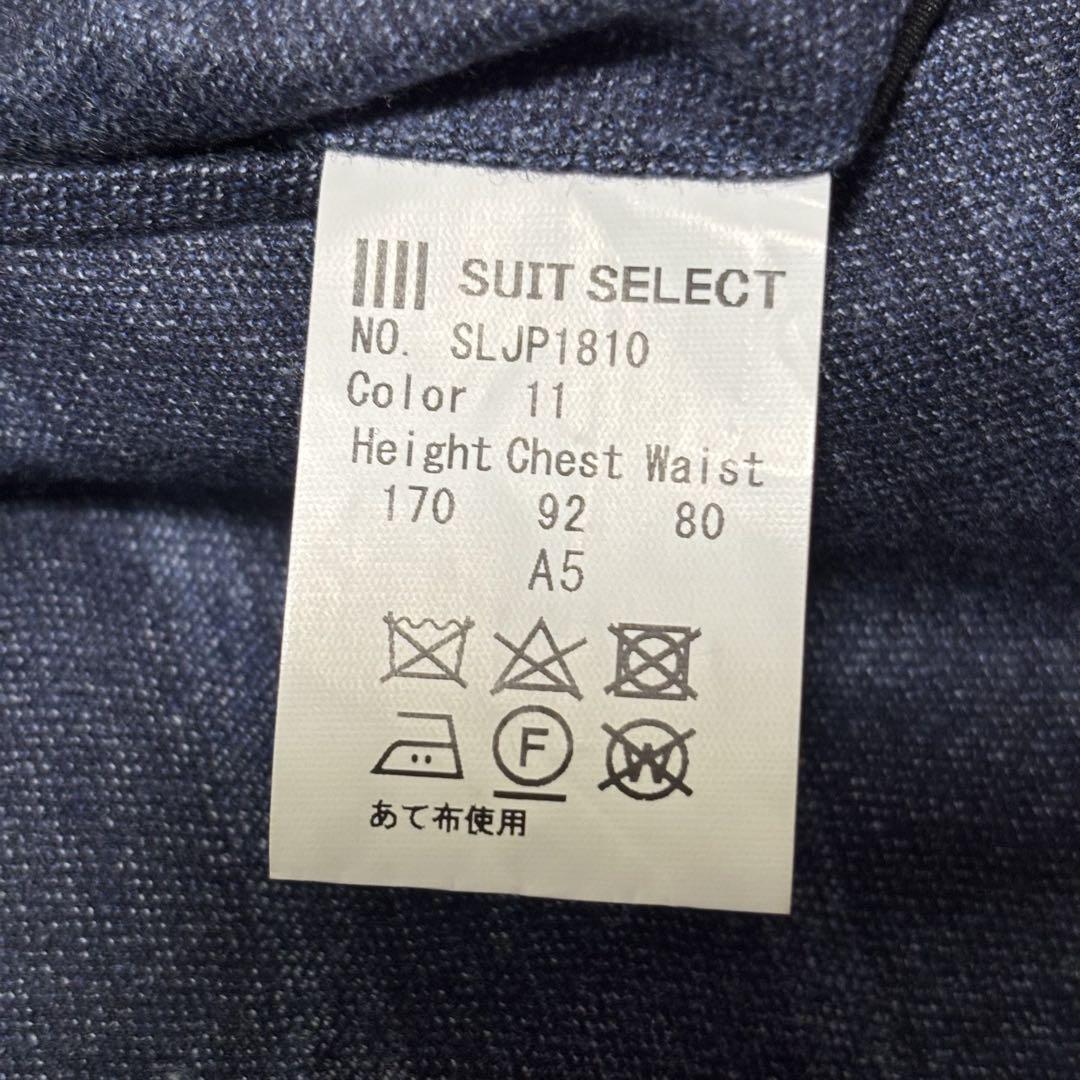 SUIT SELECT
NO. SLJP1810
Color 11
Height Chest Waist
170 92 80
A5
F W
あて布使用